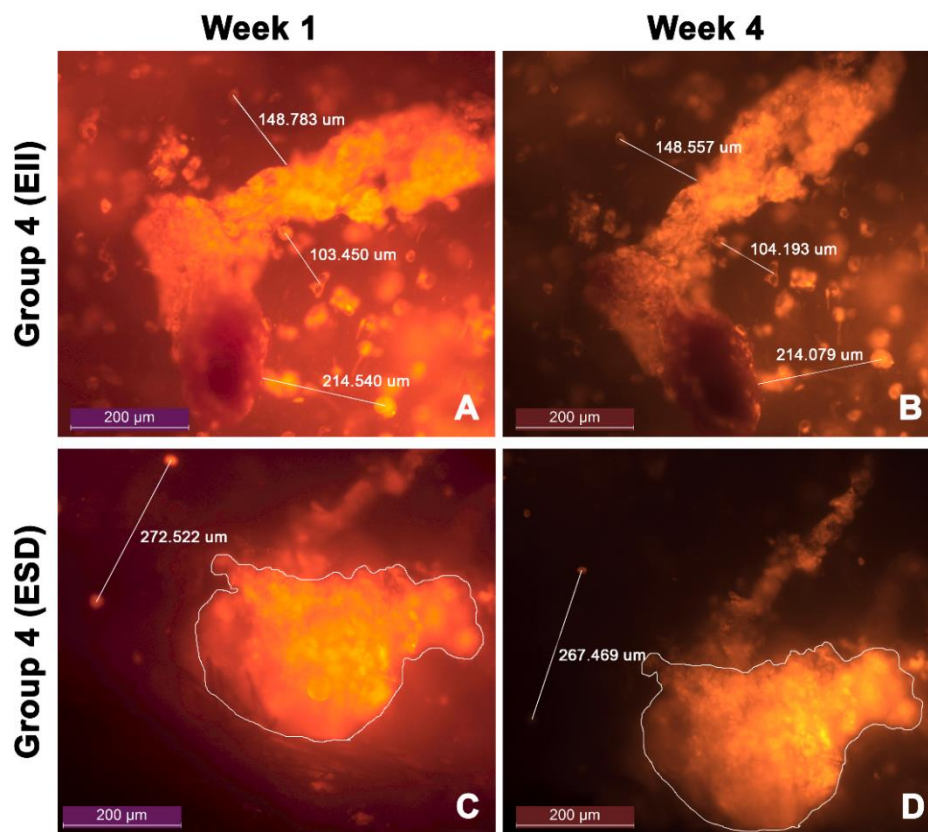 Week 1
Week 4
Group 4 (EII)
148.783 um
103.450 um
214.540 um
200 µm
A
148.557 um
104.193 um
214.079 um
200 µm
B
Group 4 (ESD)
272.522 um
200 µm
C
267.469 um
200 µm
D